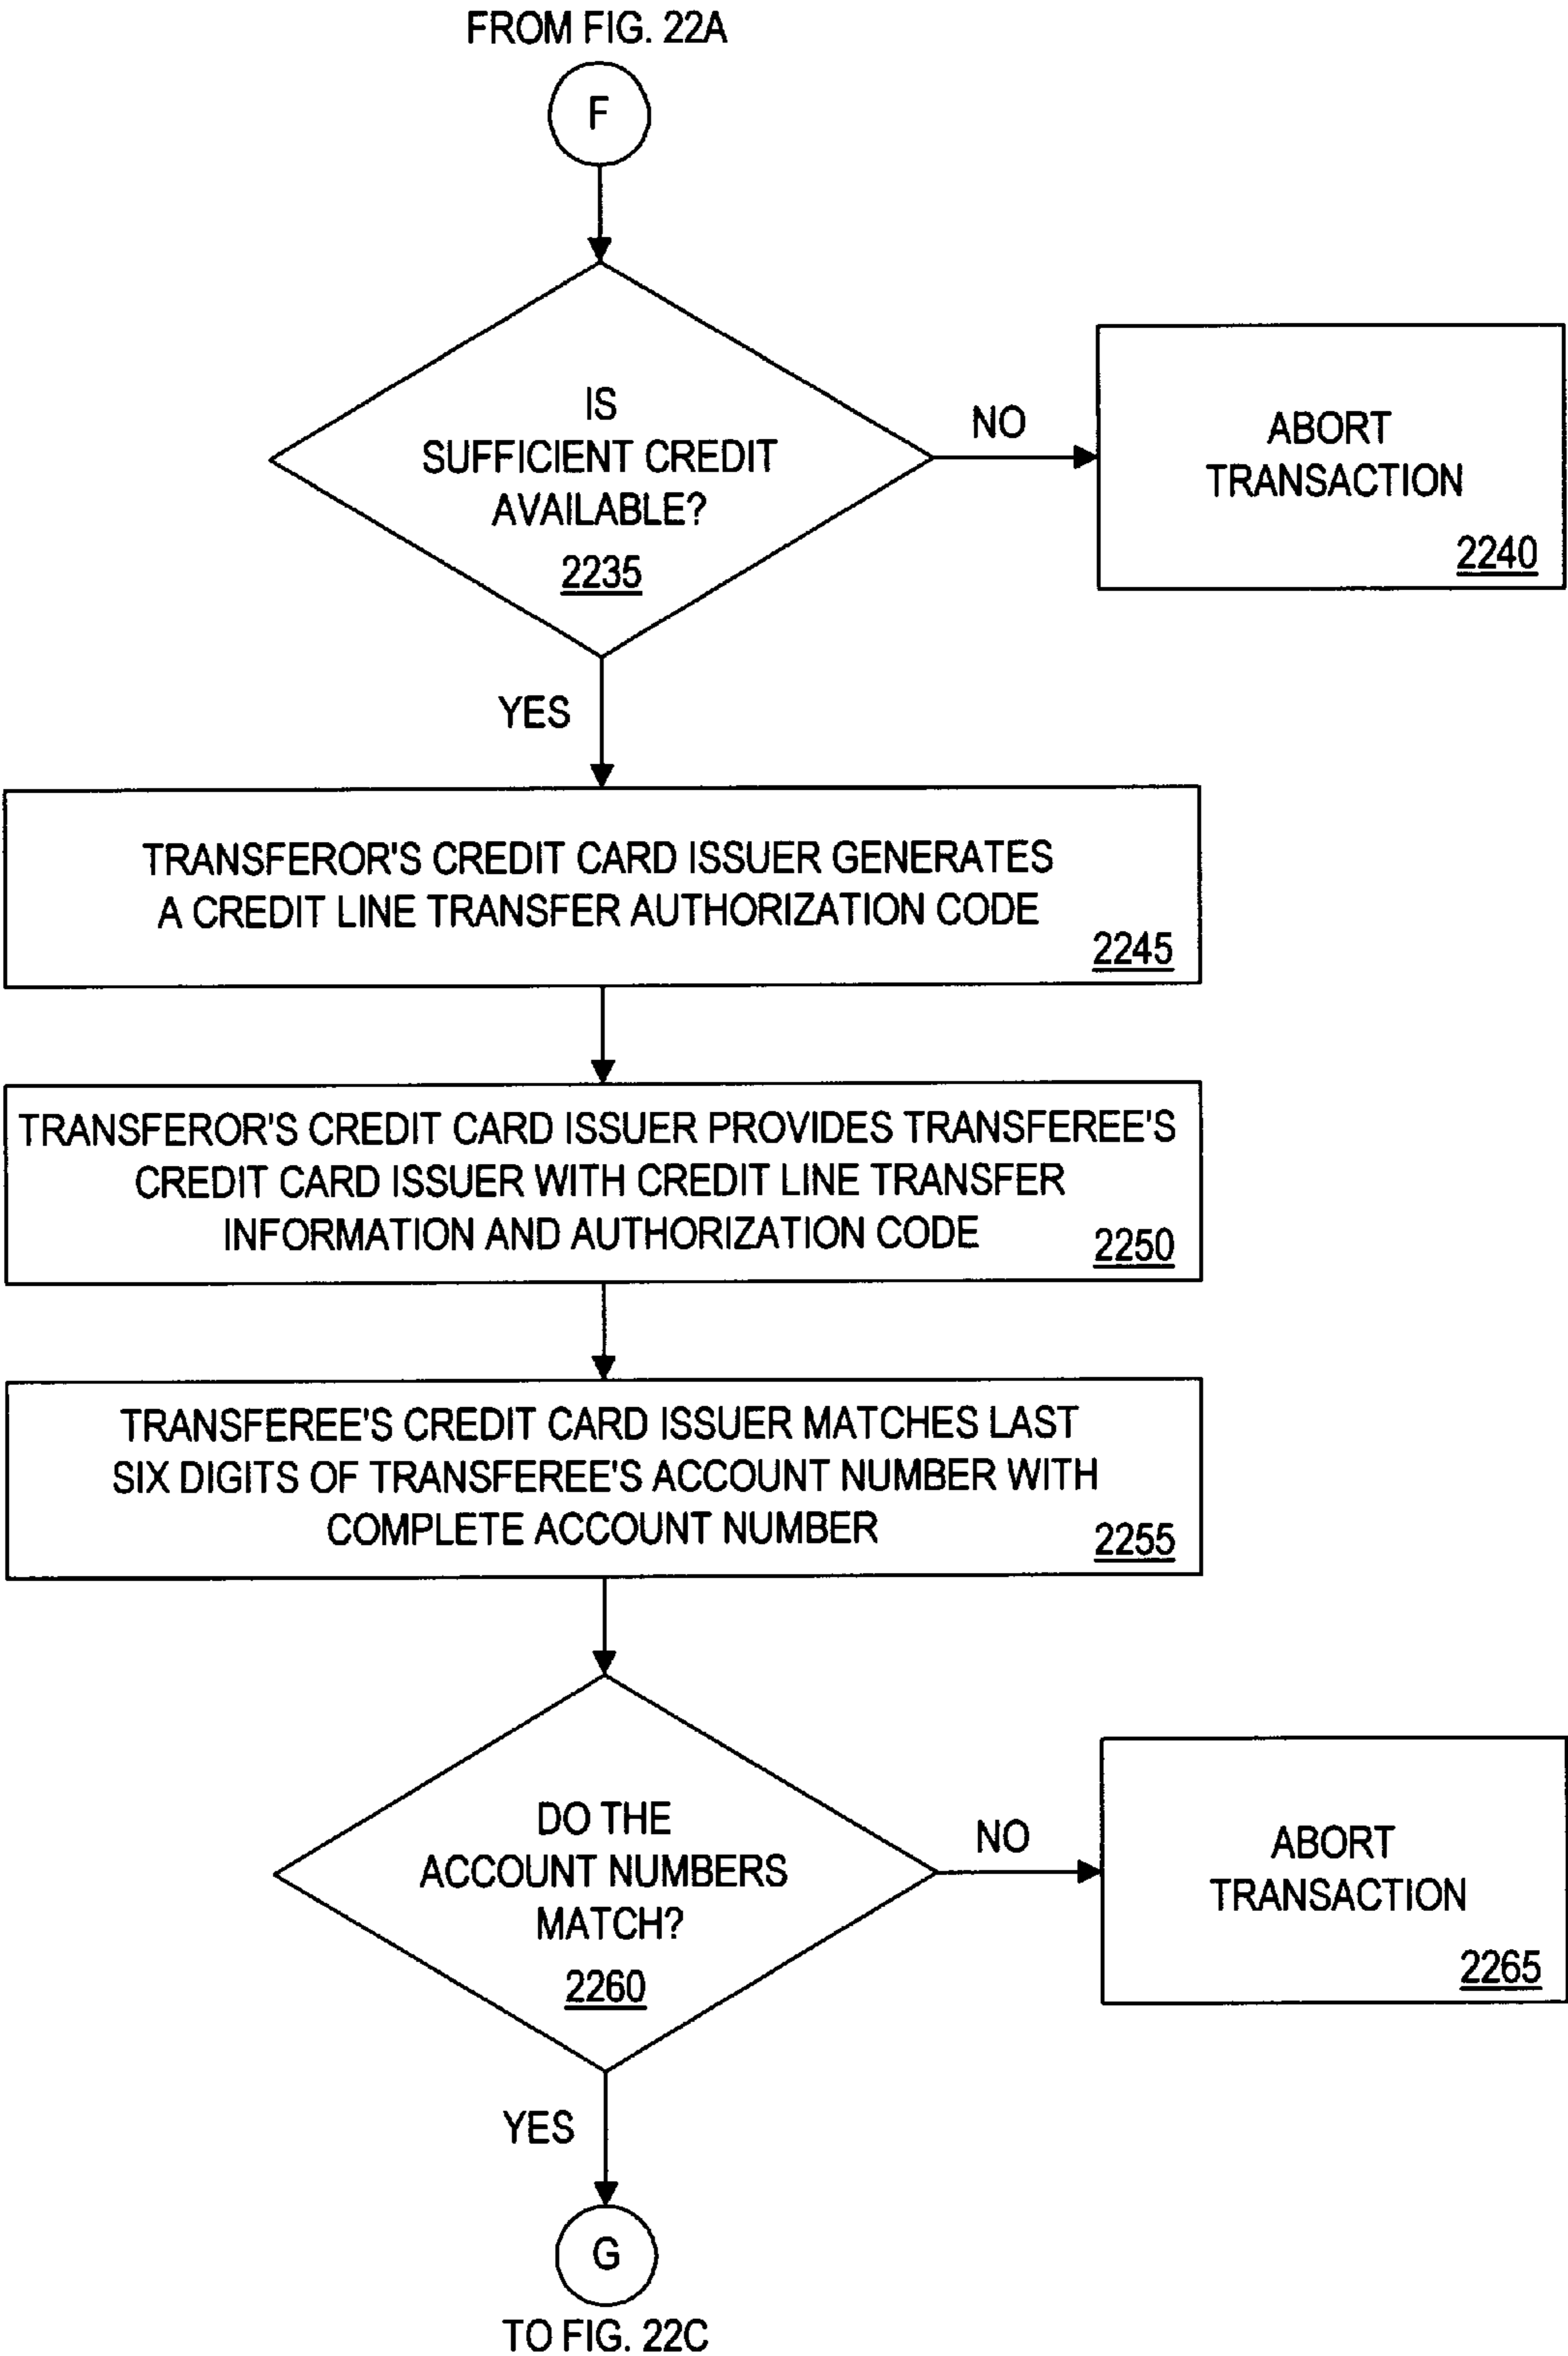 FROM FIG. 22A
F
IS
SUFFICIENT CREDIT
AVAILABLE?
2235
NO
ABORT
TRANSACTION
2240
YES
TRANSFEROR'S CREDIT CARD ISSUER GENERATES
A CREDIT LINE TRANSFER AUTHORIZATION CODE
2245
TRANSFEROR'S CREDIT CARD ISSUER PROVIDES TRANSFEREE'S
CREDIT CARD ISSUER WITH CREDIT LINE TRANSFER
INFORMATION AND AUTHORIZATION CODE
2250
TRANSFEREE'S CREDIT CARD ISSUER MATCHES LAST
SIX DIGITS OF TRANSFEREE'S ACCOUNT NUMBER WITH
COMPLETE ACCOUNT NUMBER
2255
DO THE
ACCOUNT NUMBERS
MATCH?
2260
NO
ABORT
TRANSACTION
2265
YES
G
TO FIG. 22C